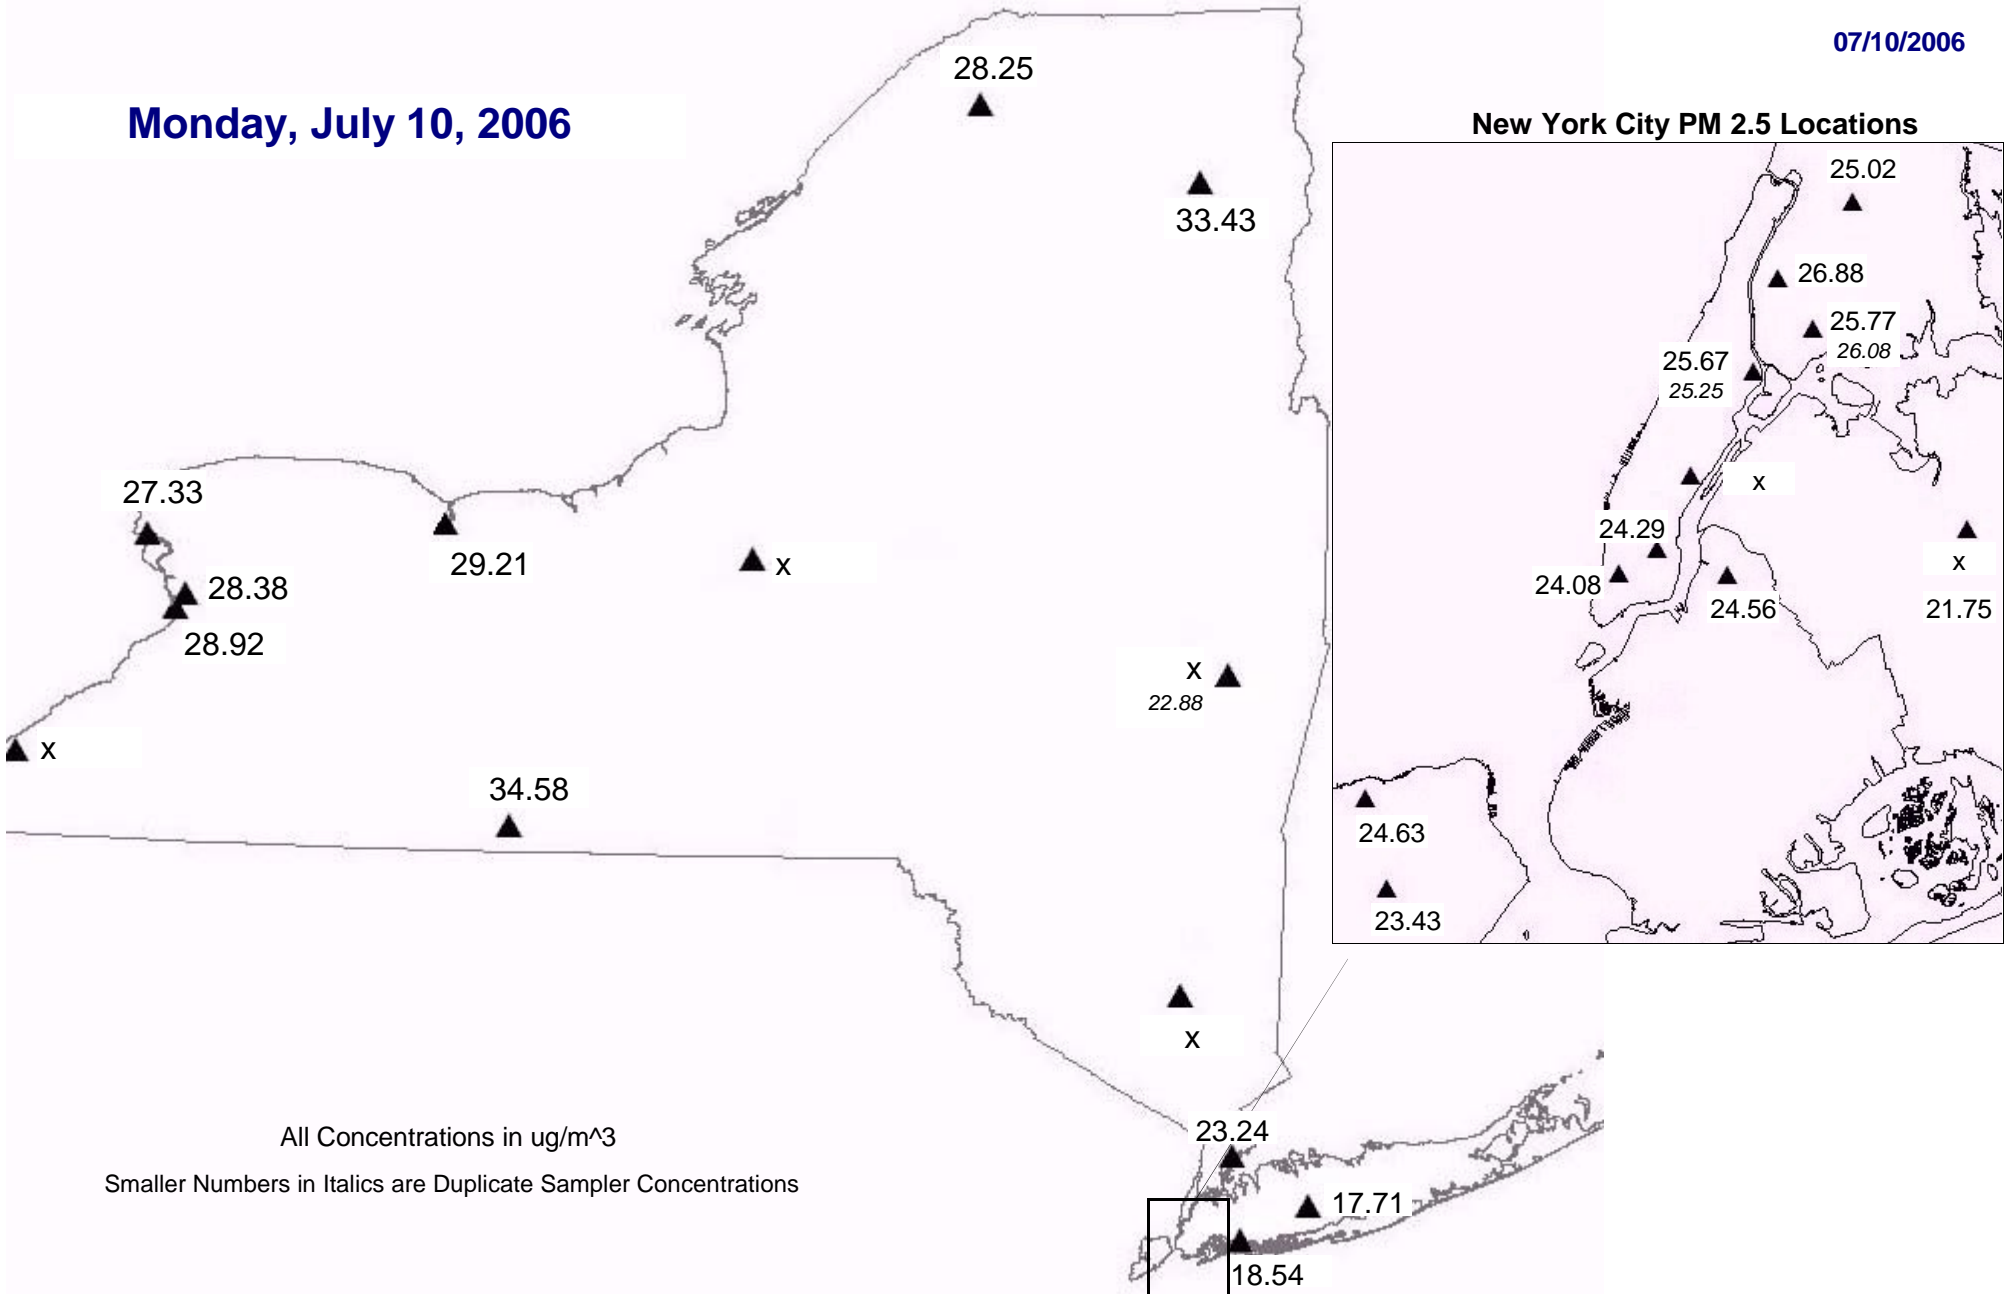 07/10/2006
Monday, July 10, 2006
28.25
33.43
27.33
29.21
28.38
28.92
x
x
x
22.88
34.58
x
23.24
17.71
18.54
All Concentrations in ug/m^3
Smaller Numbers in Italics are Duplicate Sampler Concentrations
New York City PM 2.5 Locations
25.02
26.88
25.77
26.08
25.67
25.25
x
24.29
24.08
24.56
x
21.75
24.63
23.43